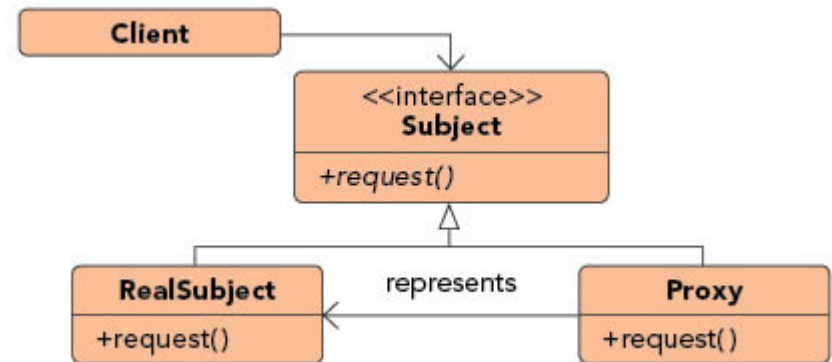 Client
<<interface>>
Subject
+request()
RealSubject
+request()
represents
Proxy
+request()